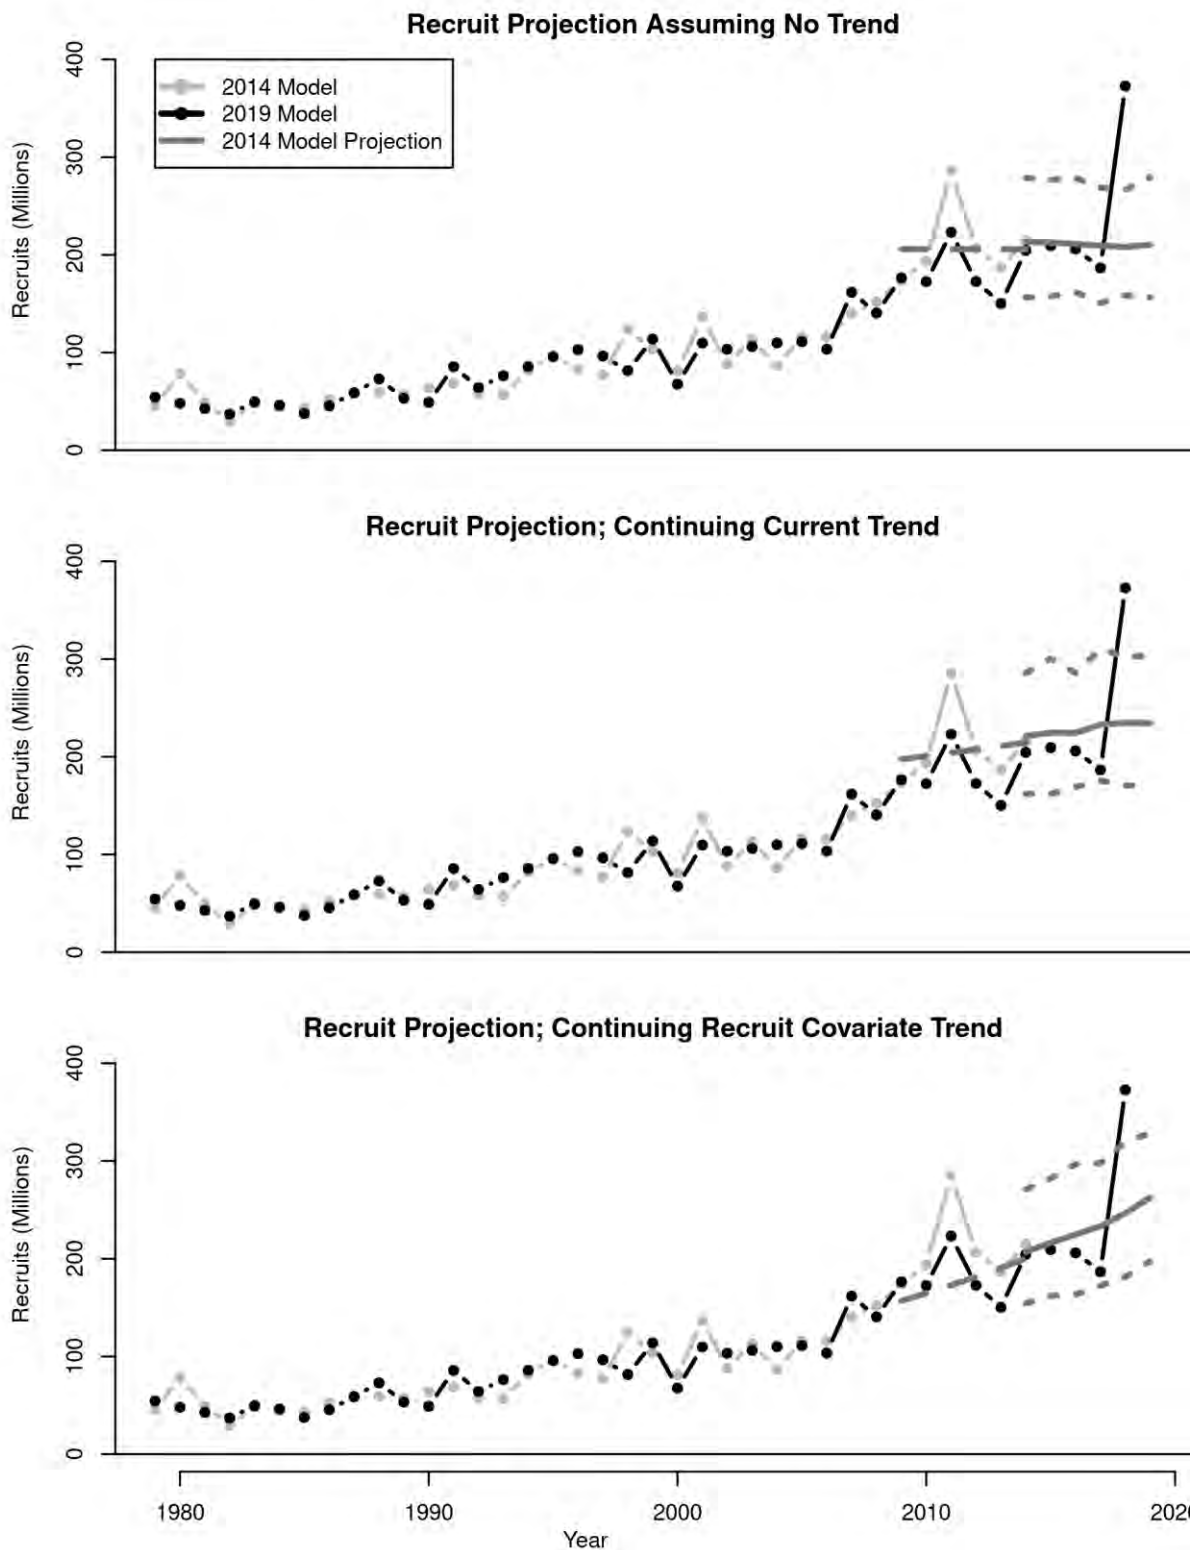 Recruit Projection Assuming No Trend
400
300
200
100
0
Recruits (Millions)
2014 Model
2019 Model
2014 Model Projection
Recruit Projection; Continuing Current Trend
400
300
200
100
0
Recruits (Millions)
Recruit Projection; Continuing Recruit Covariate Trend
400
300
200
100
0
Recruits (Millions)
1980 1990 2000 2010 2020
Year